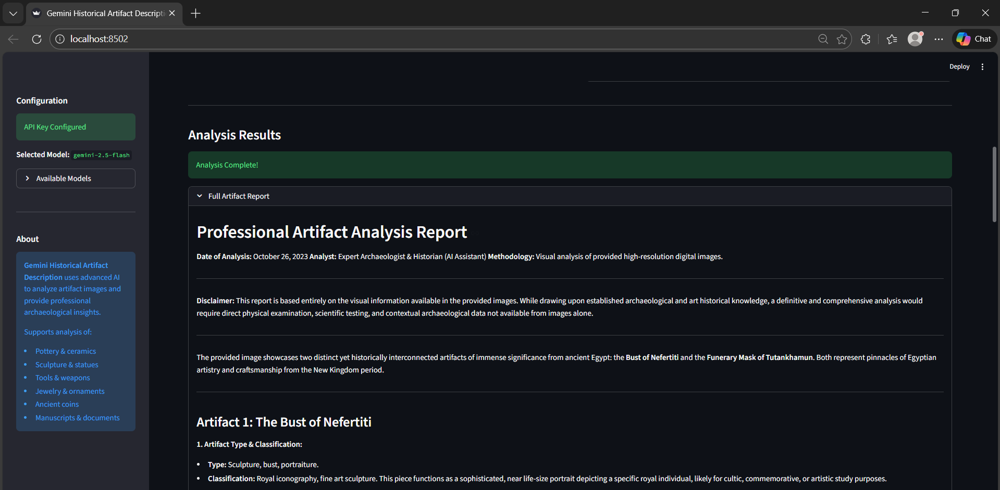 Gemini Historical Artifact Descripti
localhost:8502
Chat
Deploy
Configuration
API Key Configured
Selected Model: gemini-2.5-flash
Available Models
About
Gemini Historical Artifact
Description uses advanced AI
to analyze artifact images and
provide professional
archaeological insights.
Supports analysis of:
• Pottery & ceramics
• Sculpture & statues
• Tools & weapons
• Jewelry & ornaments
• Ancient coins
• Manuscripts & documents
Analysis Results
Analysis Complete!
Full Artifact Report
Professional Artifact Analysis Report
Date of Analysis: October 26, 2023 Analyst: Expert Archaeologist & Historian (AI Assistant) Methodology: Visual analysis of provided high-resolution digital images.
Disclaimer: This report is based entirely on the visual information available in the provided images. While drawing upon established archaeological and art historical knowledge, a definitive and comprehensive analysis would
require direct physical examination, scientific testing, and contextual archaeological data not available from images alone.
The provided image showcases two distinct yet historically interconnected artifacts of immense significance from ancient Egypt: the Bust of Nefertiti and the Funerary Mask of Tutankhamun. Both represent pinnacles of Egyptian
artistry and craftsmanship from the New Kingdom period.
Artifact 1: The Bust of Nefertiti
1. Artifact Type & Classification:
• Type: Sculpture, bust, portraiture.
• Classification: Royal iconography, fine art sculpture. This piece functions as a sophisticated, near life-size portrait depicting a specific royal individual, likely for cultic, commemorative, or artistic study purposes.